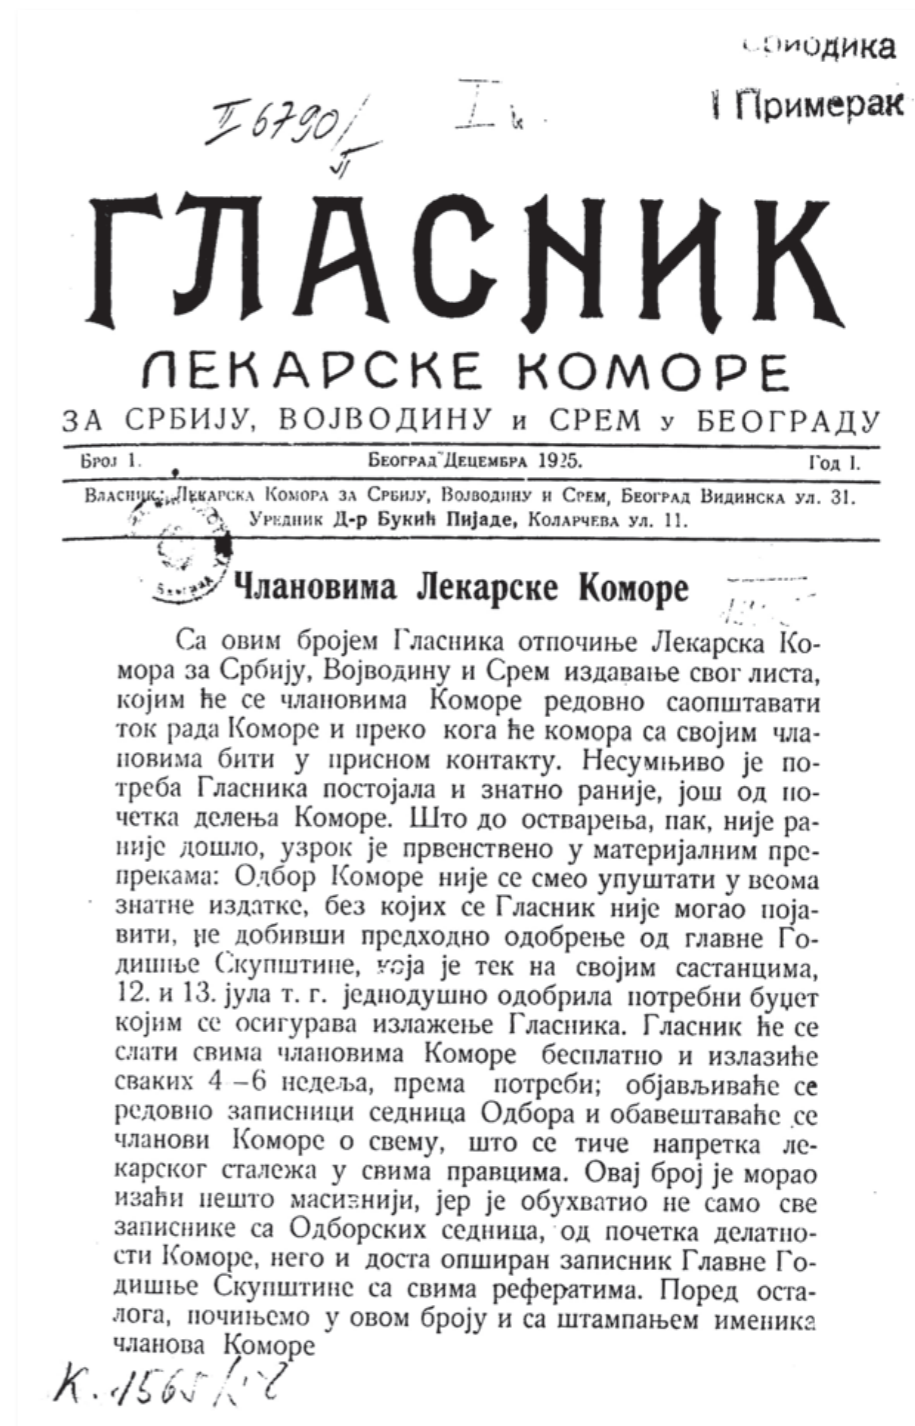 Периодика
I Примерак
II 6790/
ГЛАСНИК
ЛЕКАРСКЕ КОМОРЕ
ЗА СРБИЈУ, ВОЈВОДИНУ и СРЕМ у БЕОГРАДУ
Број 1.
Београд Децембра 1925.
Год I.
Власник: Лекарска Комора за Србију, Војводину и Срем, Београд Видинска ул. 31.
Уредник Д-р Букић Пијаде, Коларчева ул. 11.
Члановима Лекарске Коморе
Са овим бројем Гласника отпочиње Лекарска Ко-
мора за Србију, Војводину и Срем издавање свог листа,
којим ће се члановима Коморе редовно саопштавати
ток рада Коморе и преко кога ће комора са својим чла-
новима бити у присном контакту. Несумњиво је по-
треба Гласника постојала и знатно раније, још од по-
четка делења Коморе. Што до остварења, пак, није ра-
није дошло, узрок је првенствено у материјалним пре-
прекама: Одбор Коморе није се смео упуштати у веома
знатне издатке, без којих се Гласник није могао поја-
вити, не добивши предходно одобрење од главне Го-
дишње Скупштине, која је тек на својим састанцима,
12. и 13. јула т. г. једнодушно одобрила потребни буџет
којим се осигурава излажење Гласника. Гласник ће се
слати свима члановима Коморе бесплатно и излазиће
сваких 4 –6 недеља, према потреби; објављиваће се
редовно записници седница Одбора и обавештаваће се
чланови Коморе о свему, што се тиче напретка ле-
карског сталежа у свима правцима. Овај број је морао
изаћи нешто масивнији, јер је обухватио не само све
записнике са Одборских седница, од почетка делатно-
сти Коморе, него и доста опширан записник Главне Го-
дишње Скупштине са свима рефератима. Поред оста-
лога, почињемо у овом броју и са штампањем именика
чланова Коморе
К. 1565